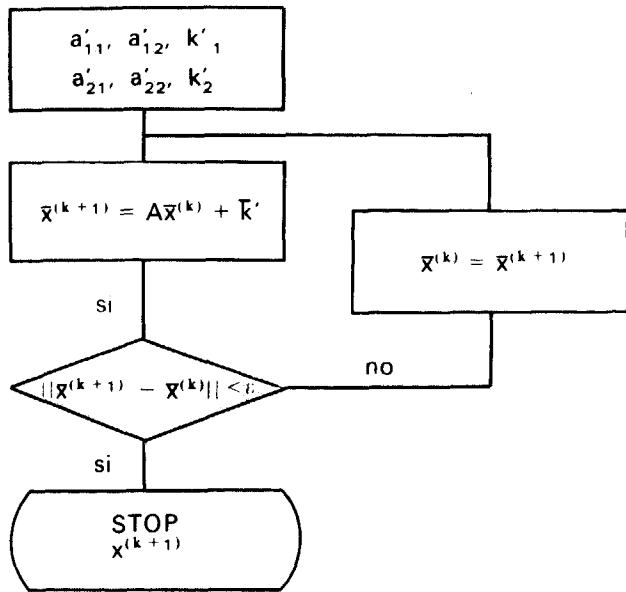 a′₁₁, a′₁₂, k′₁
a′₂₁, a′₂₂, k′₂
x̄⁽ᵏ⁺¹⁾ = Ax̄⁽ᵏ⁾ + k̄′
x̄⁽ᵏ⁾ = x̄⁽ᵏ⁺¹⁾
si
||x̄⁽ᵏ⁺¹⁾ − x̄⁽ᵏ⁾|| < ε
no
si
STOP
x⁽ᵏ⁺¹⁾